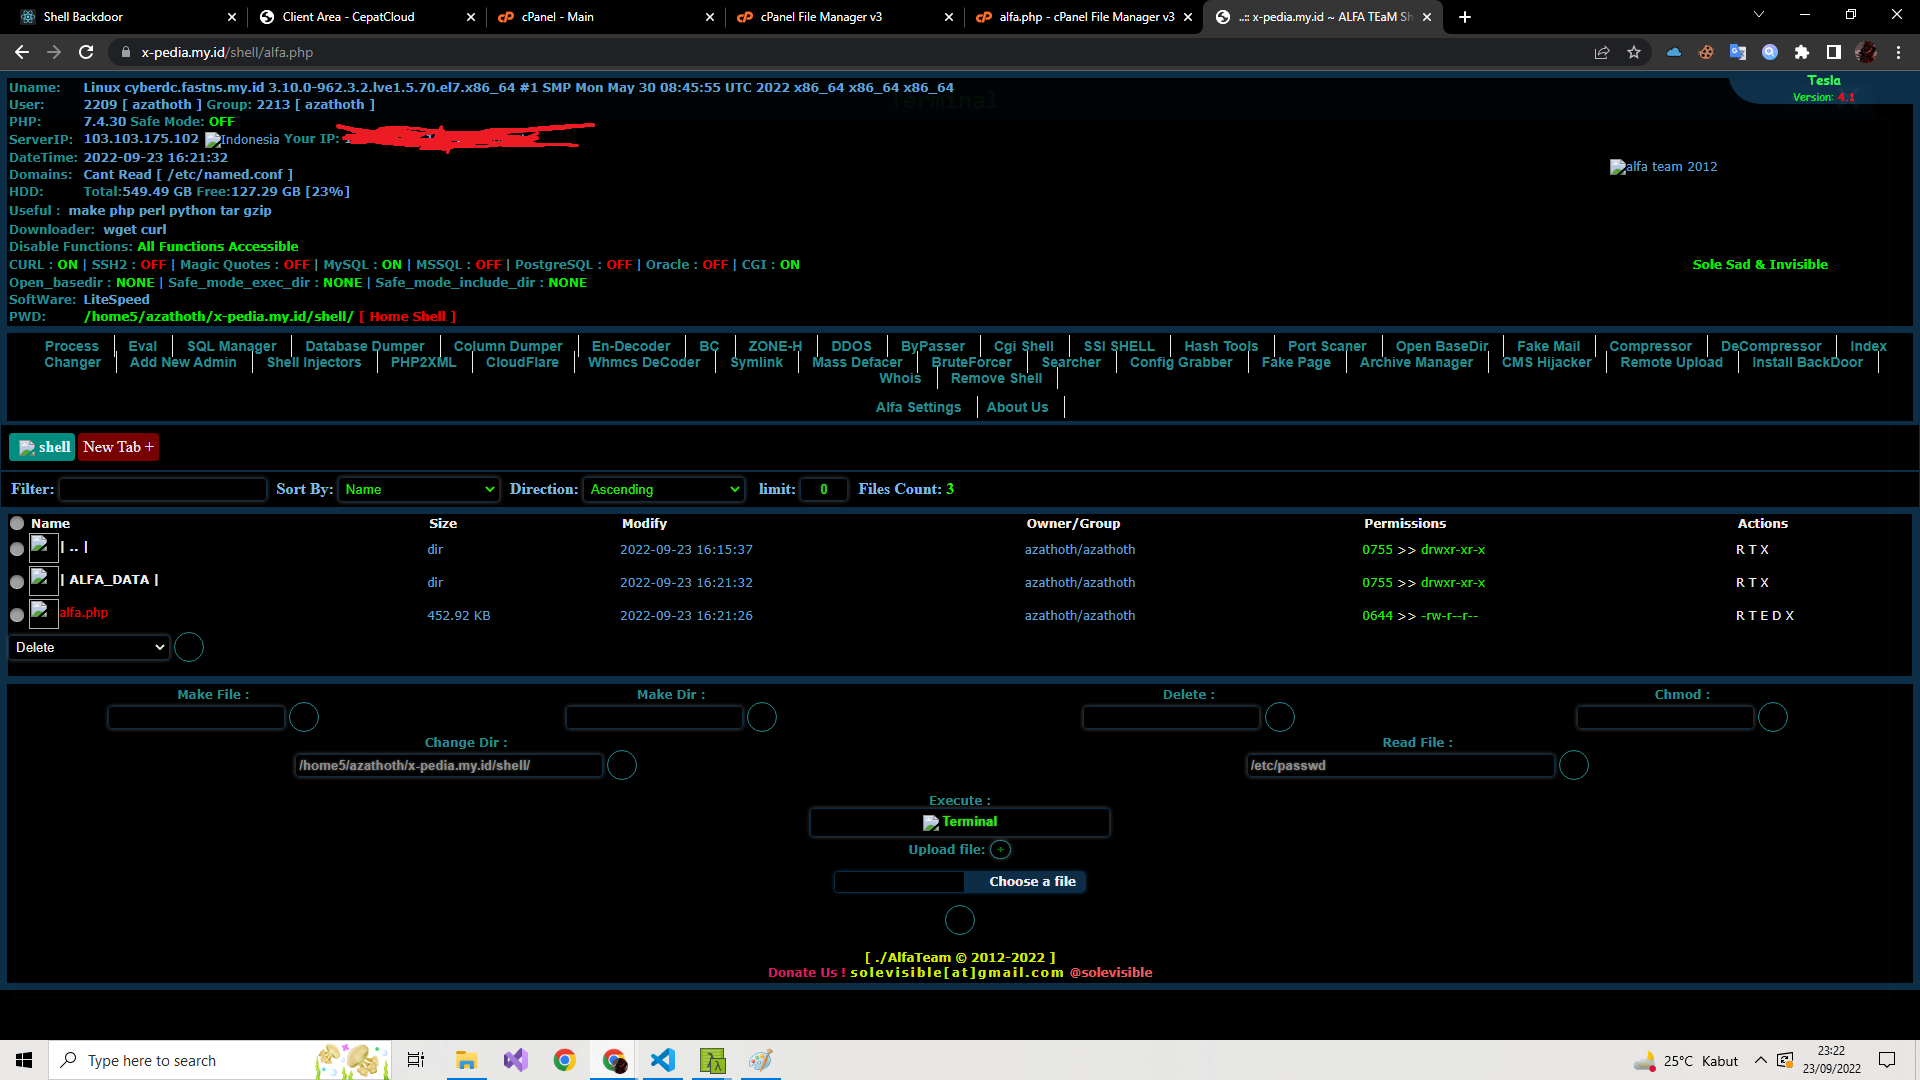 Shell Backdoor
Client Area - CepatCloud
cPanel - Main
cPanel File Manager v3
alfa.php - cPanel File Manager v3
..:: x-pedia.my.id ~ ALFA TEaM Sh
x-pedia.my.id/shell/alfa.php
Uname: Linux cyberdc.fastns.my.id 3.10.0-962.3.2.lve1.5.70.el7.x86_64 #1 SMP Mon May 30 08:45:55 UTC 2022 x86_64 x86_64 x86_64
Tesla
User: 2209 [ azathoth ] Group: 2213 [ azathoth ]
Version: 4.1
Terminal
PHP: 7.4.30 Safe Mode: OFF
ServerIP: 103.103.175.102 Indonesia Your IP:
DateTime: 2022-09-23 16:21:32
alfa team 2012
Domains: Cant Read [ /etc/named.conf ]
HDD: Total:549.49 GB Free:127.29 GB [23%]
Useful : make php perl python tar gzip
Downloader: wget curl
Disable Functions: All Functions Accessible
CURL : ON | SSH2 : OFF | Magic Quotes : OFF | MySQL : ON | MSSQL : OFF | PostgreSQL : OFF | Oracle : OFF | CGI : ON
Sole Sad & Invisible
Open_basedir : NONE | Safe_mode_exec_dir : NONE | Safe_mode_include_dir : NONE
SoftWare: LiteSpeed
PWD: /home5/azathoth/x-pedia.my.id/shell/ [ Home Shell ]
Process Eval SQL Manager Database Dumper Column Dumper En-Decoder BC ZONE-H DDOS ByPasser Cgi Shell SSI SHELL Hash Tools Port Scaner Open BaseDir Fake Mail Compressor DeCompressor Index
Changer Add New Admin Shell Injectors PHP2XML CloudFlare Whmcs DeCoder Symlink Mass Defacer BruteForcer Searcher Config Grabber Fake Page Archive Manager CMS Hijacker Remote Upload Install BackDoor
Whois Remove Shell
Alfa Settings About Us
shell New Tab +
Filter: Sort By: Name Direction: Ascending limit: 0 Files Count: 3
Name Size Modify Owner/Group Permissions Actions
| .. | dir 2022-09-23 16:15:37 azathoth/azathoth 0755 >> drwxr-xr-x R T X
| ALFA_DATA | dir 2022-09-23 16:21:32 azathoth/azathoth 0755 >> drwxr-xr-x R T X
alfa.php 452.92 KB 2022-09-23 16:21:26 azathoth/azathoth 0644 >> -rw-r--r-- R T E D X
Delete
Make File : Make Dir : Delete : Chmod :
Change Dir : Read File :
/home5/azathoth/x-pedia.my.id/shell/ /etc/passwd
Execute :
Terminal
Upload file: +
Choose a file
[ ./AlfaTeam © 2012-2022 ]
Donate Us ! solevisible[at]gmail.com @solevisible
Type here to search
25°C Kabut
23:22
23/09/2022